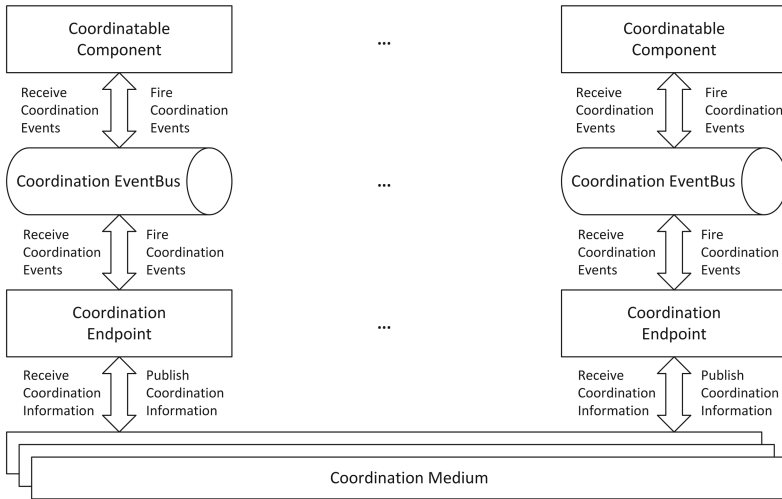 Coordinatable
Component
...
Coordinatable
Component
Receive
Coordination
Events
Fire
Coordination
Events
Receive
Coordination
Events
Fire
Coordination
Events
Coordination EventBus
...
Coordination EventBus
Receive
Coordination
Events
Fire
Coordination
Events
Receive
Coordination
Events
Fire
Coordination
Events
Coordination
Endpoint
...
Coordination
Endpoint
Receive
Coordination
Information
Publish
Coordination
Information
Receive
Coordination
Information
Publish
Coordination
Information
Coordination Medium